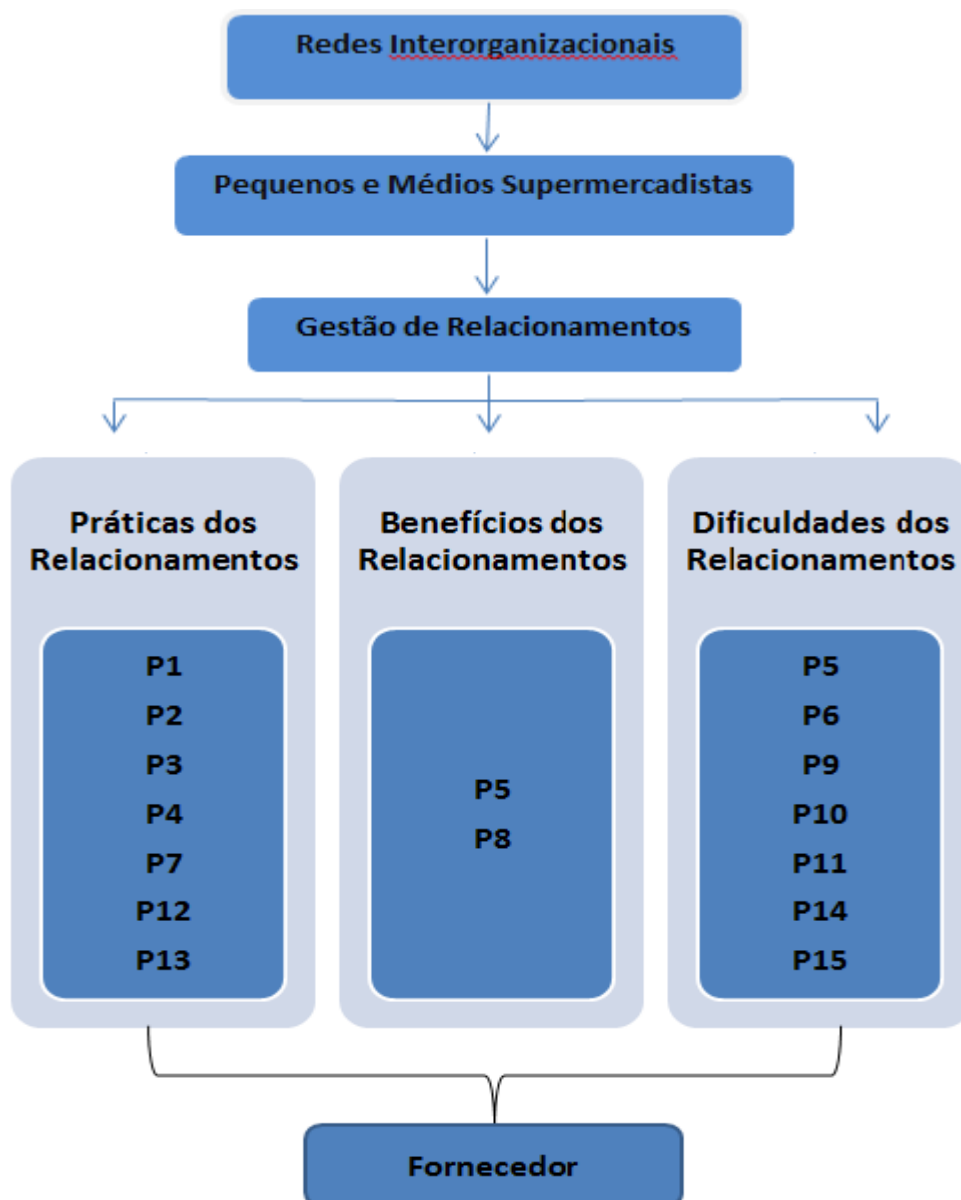 Redes Interorganizacionais
Pequenos e Médios Supermercadistas
Gestão de Relacionamentos
Práticas dos
Relacionamentos
P1
P2
P3
P4
P7
P12
P13
Benefícios dos
Relacionamentos
P5
P8
Dificuldades dos
Relacionamentos
P5
P6
P9
P10
P11
P14
P15
Fornecedor